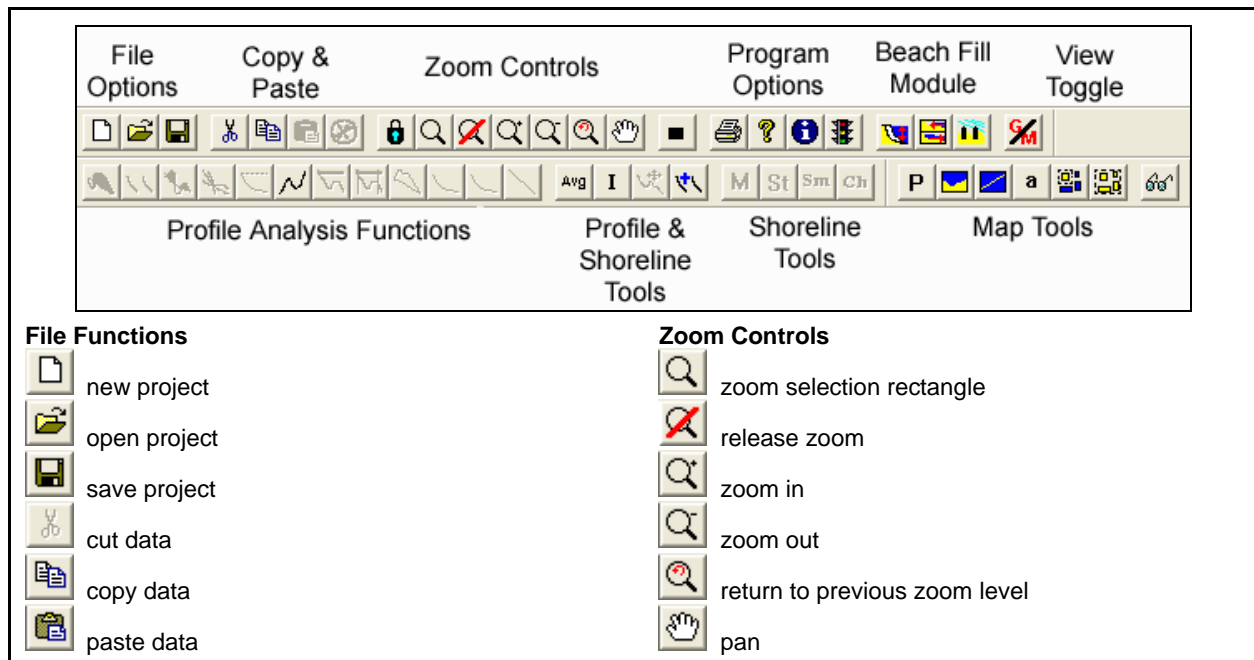 File Options
Copy & Paste
Zoom Controls
Program Options
Beach Fill Module
View Toggle
G/M
Avg I M St Sm Ch P a
Profile Analysis Functions
Profile & Shoreline Tools
Shoreline Tools
Map Tools
File Functions
new project
open project
save project
cut data
copy data
paste data
Zoom Controls
zoom selection rectangle
release zoom
zoom in
zoom out
return to previous zoom level
pan